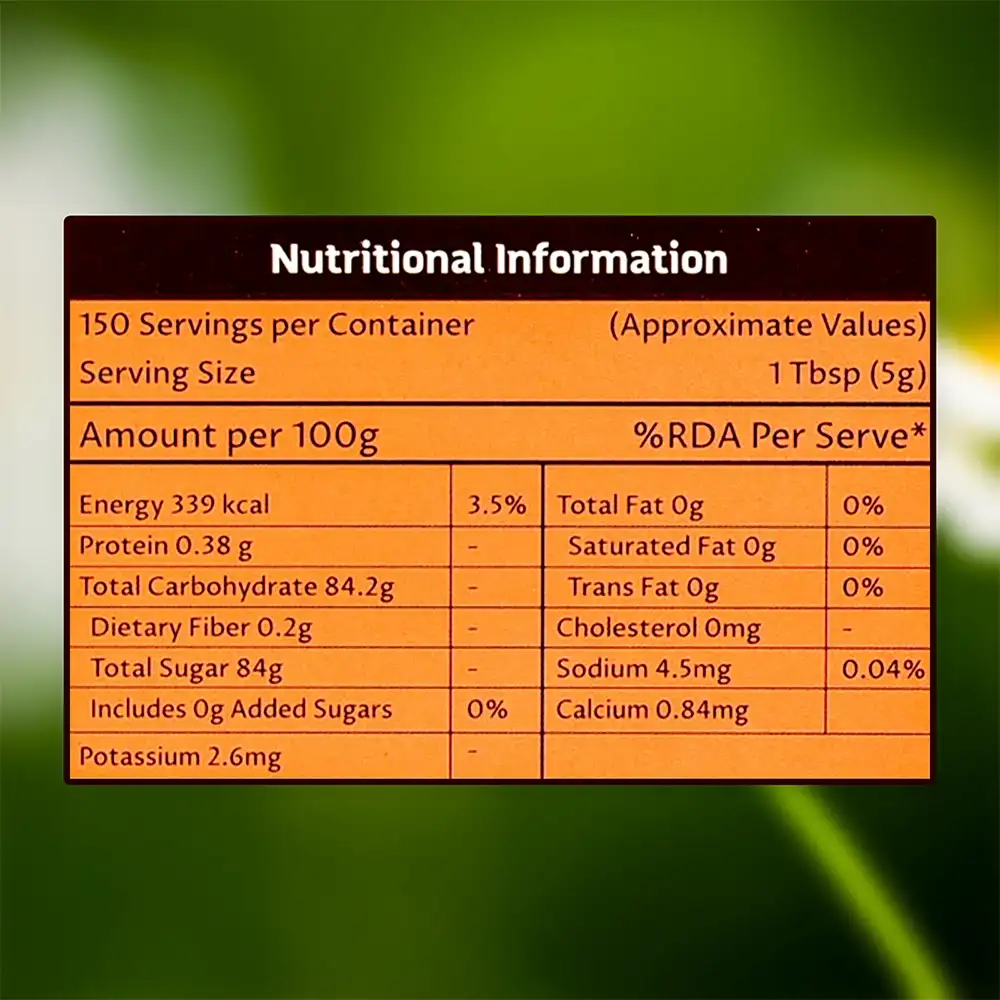 Nutritional Information
150 Servings per Container (Approximate Values)
Serving Size 1 Tbsp (5g)
Amount per 100g %RDA Per Serve*
Energy 339 kcal 3.5% Total Fat 0g 0%
Protein 0.38 g - Saturated Fat 0g 0%
Total Carbohydrate 84.2g - Trans Fat 0g 0%
Dietary Fiber 0.2g - Cholesterol 0mg -
Total Sugar 84g - Sodium 4.5mg 0.04%
Includes 0g Added Sugars 0% Calcium 0.84mg
Potassium 2.6mg -